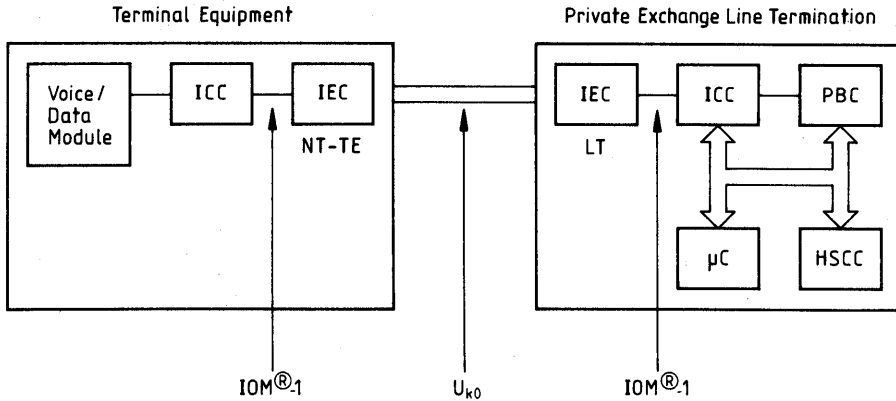 Terminal Equipment
Private Exchange Line Termination
Voice/
Data
Module
ICC
IEC
NT-TE
IEC
LT
ICC
PBC
µC
HSCC
IOM®-1
Uk0
IOM®-1